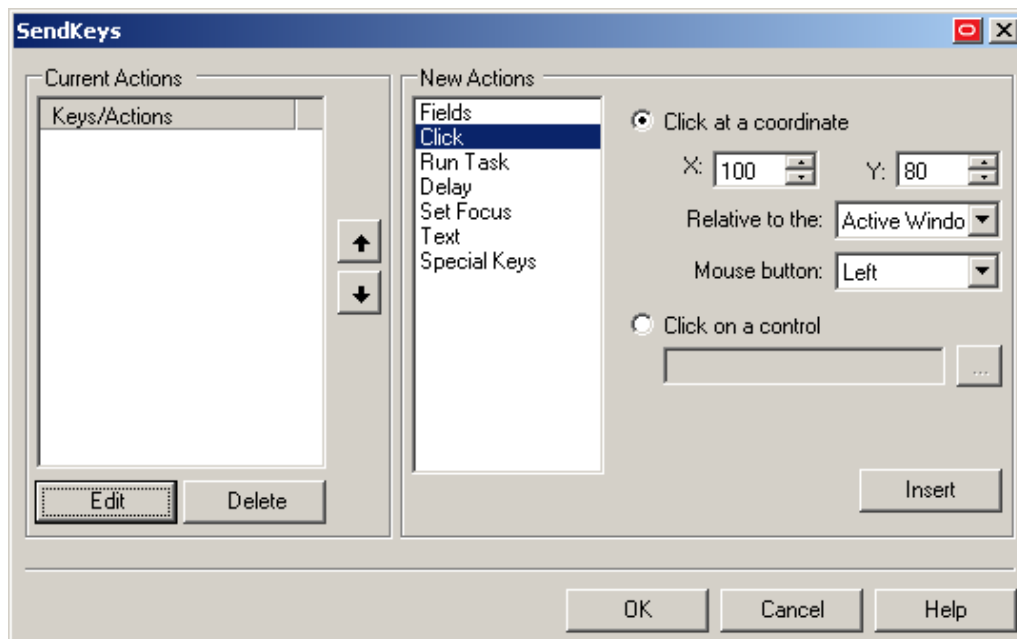 SendKeys
Current Actions
Keys/Actions
Edit
Delete
New Actions
Fields
Click
Run Task
Delay
Set Focus
Text
Special Keys
Click at a coordinate
X: 100 Y: 80
Relative to the: Active Windo
Mouse button: Left
Click on a control
...
Insert
OK
Cancel
Help